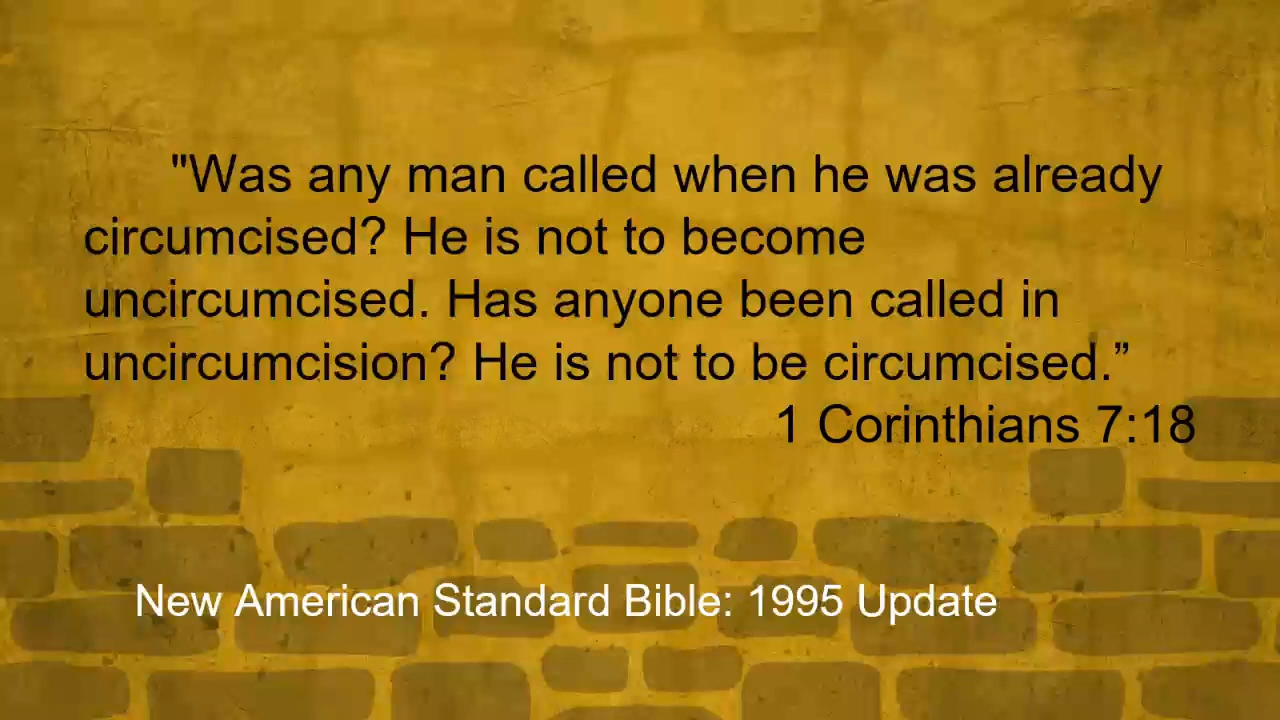 "Was any man called when he was already
circumcised? He is not to become
uncircumcised. Has anyone been called in
uncircumcision? He is not to be circumcised.”
1 Corinthians 7:18
New American Standard Bible: 1995 Update